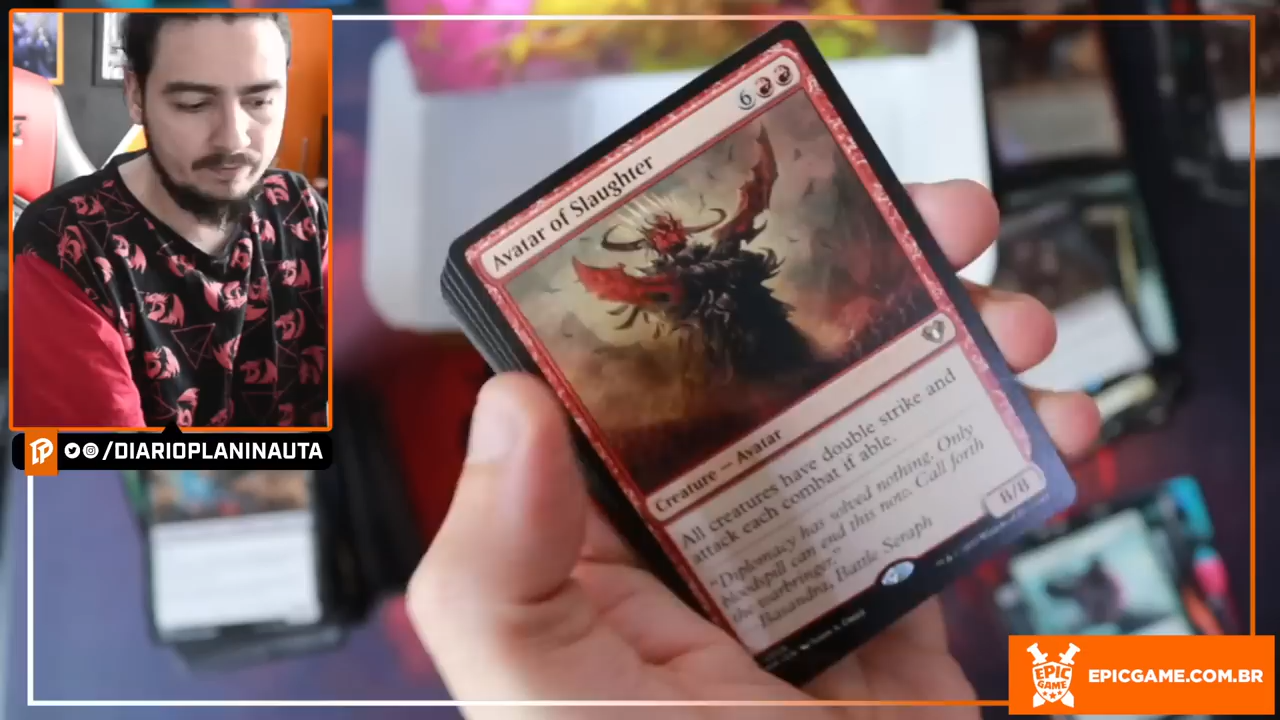 Avatar of Slaughter
6
Creature — Avatar
All creatures have double strike and
attack each combat if able.
"Diplomacy has solved nothing. Only
bloodspill can end this note. Call forth
the warbringer."
Basandra, Battle Seraph
8/8
/DIARIOPLANINAUTA
EPIC
GAME
EPICGAME.COM.BR